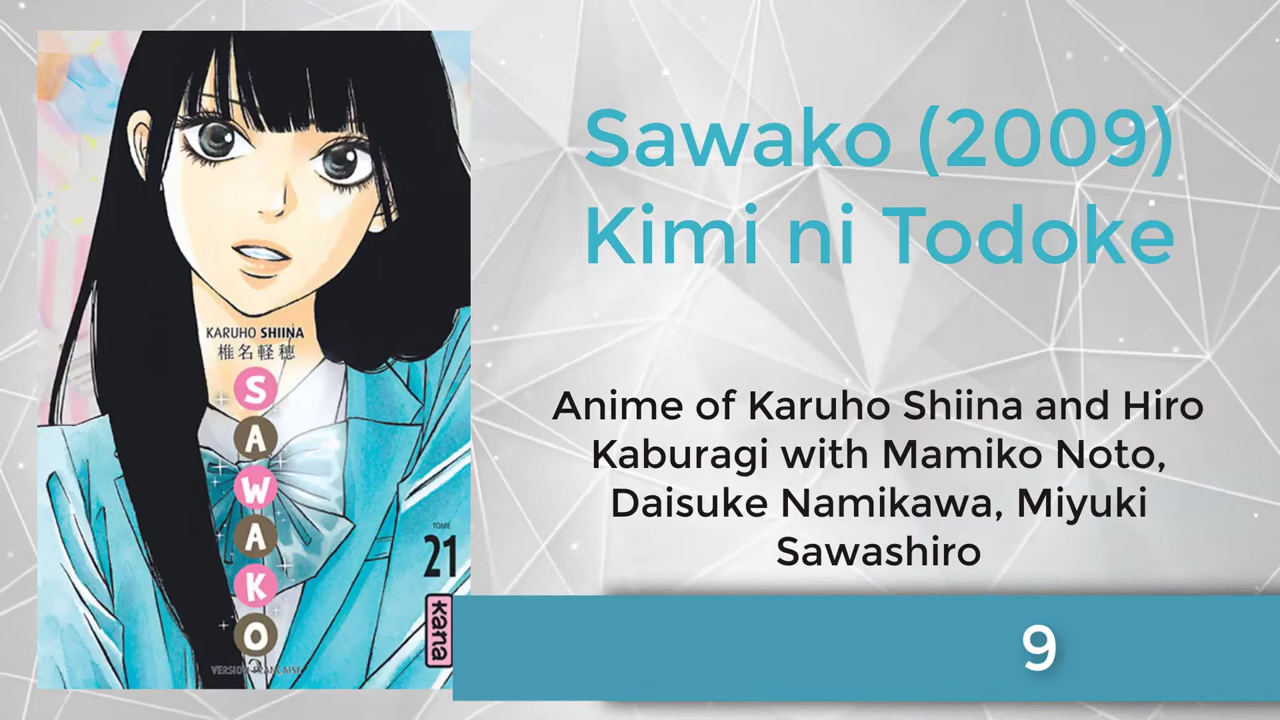 KARUHO SHIINA
椎名軽穂
SAWAKO
TOME
21
kana
VERSION FRANÇAISE
Sawako (2009)
Kimi ni Todoke
Anime of Karuho Shiina and Hiro
Kaburagi with Mamiko Noto,
Daisuke Namikawa, Miyuki
Sawashiro
9